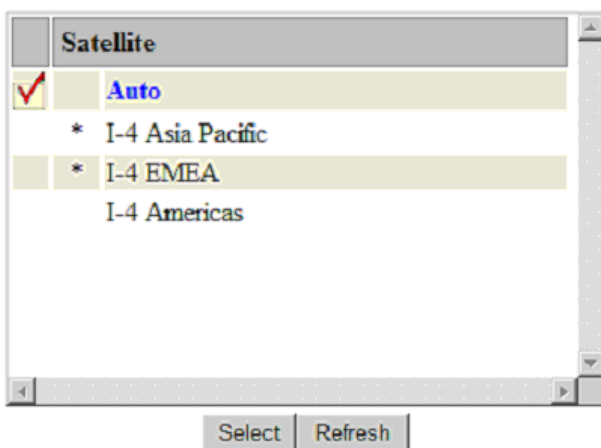 Satellite
Auto
* I-4 Asia Pacific
* I-4 EMEA
I-4 Americas
Select Refresh